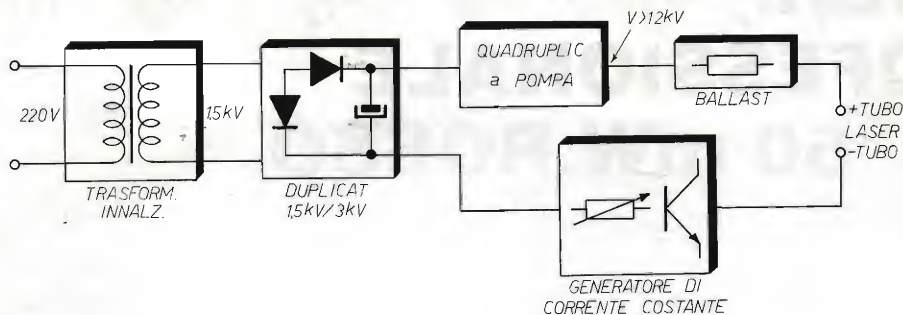 220V
TRASFORM.
INNALZ.
1.5kV
DUPLICAT
1,5kV/3kV
QUADRUPLIC
a POMPA
V>12kV
BALLAST
+TUBO
LASER
-TUBO
GENERATORE DI
CORRENTE COSTANTE